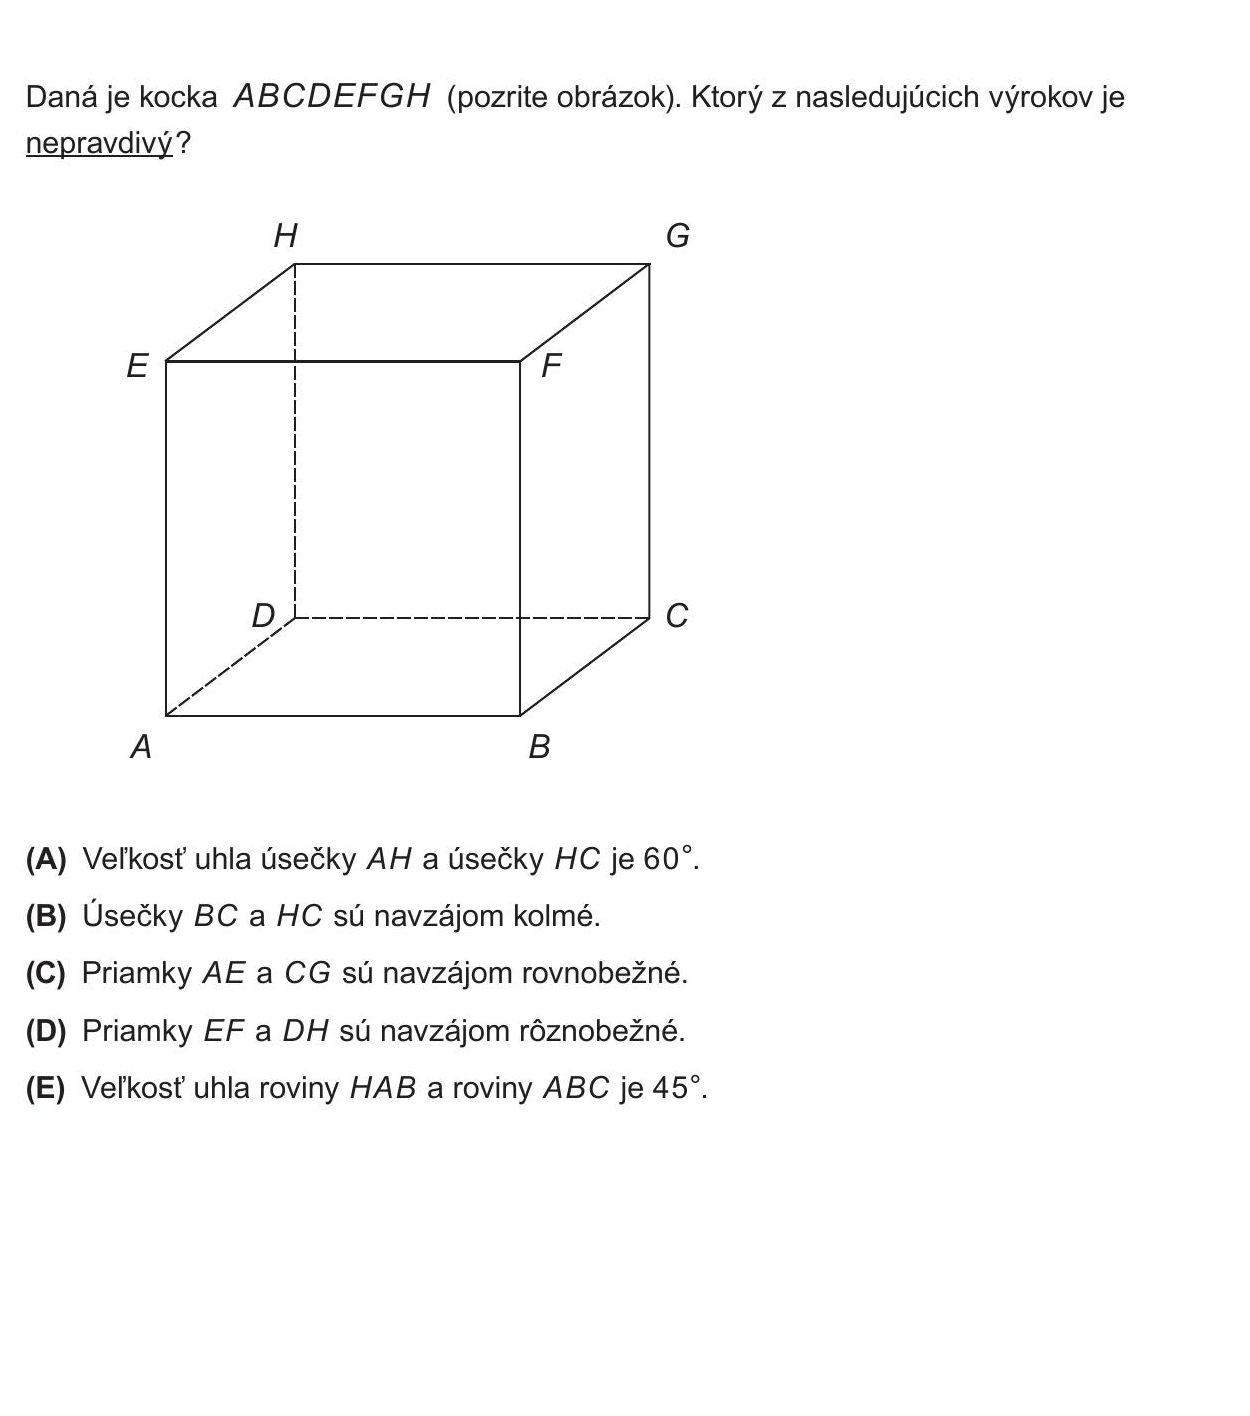 Daná je kocka ABCDEFGH (pozrite obrázok). Ktorý z nasledujúcich výrokov je
nepravdivý?
H
G
E
F
D
C
A
B
(A) Veľkosť uhla úsečky AH a úsečky HC je 60°.
(B) Úsečky BC a HC sú navzájom kolmé.
(C) Priamky AE a CG sú navzájom rovnobežné.
(D) Priamky EF a DH sú navzájom rôznobežné.
(E) Veľkosť uhla roviny HAB a roviny ABC je 45°.